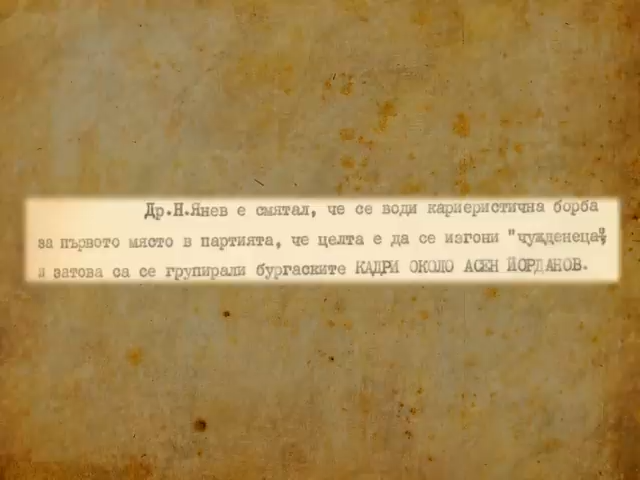 Др.Н.Янев е смятал, че се води кариеристична борба
за първото място в партията, че целта е да се изгони "чужденеца",
и затова са се групирали бургаските КАДРИ ОКОЛО АСЕН ЙОРДАНОВ.